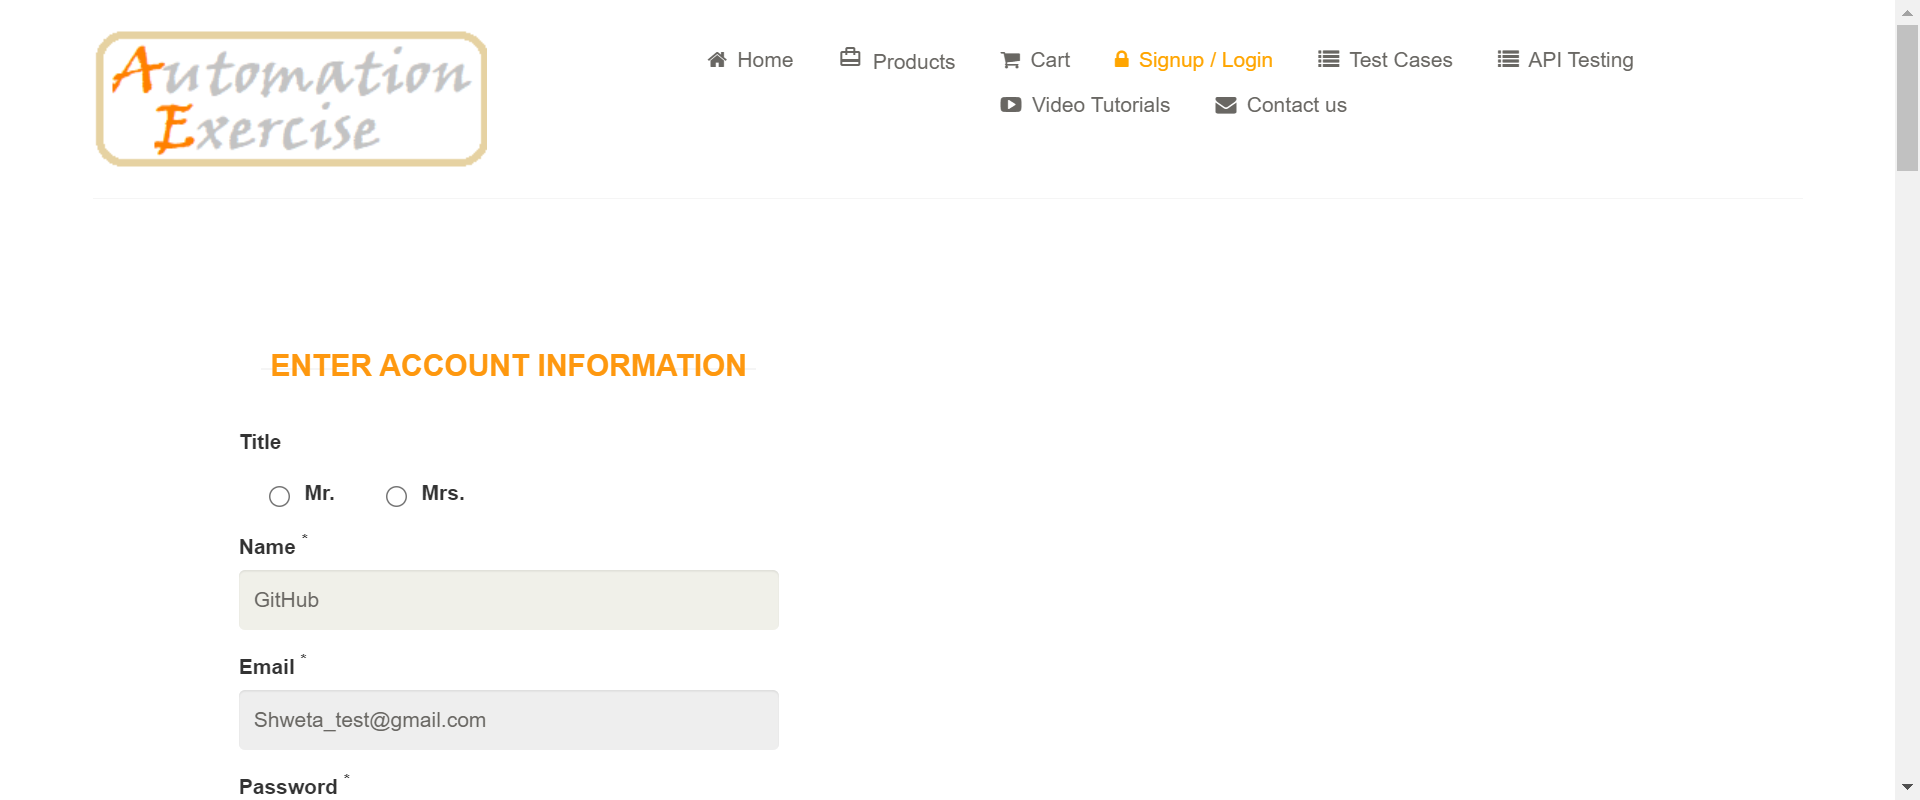 Automation
Exercise
Home Products Cart Signup / Login Test Cases API Testing
Video Tutorials Contact us
ENTER ACCOUNT INFORMATION
Title
Mr. Mrs.
Name *
GitHub
Email *
Shweta_test@gmail.com
Password *